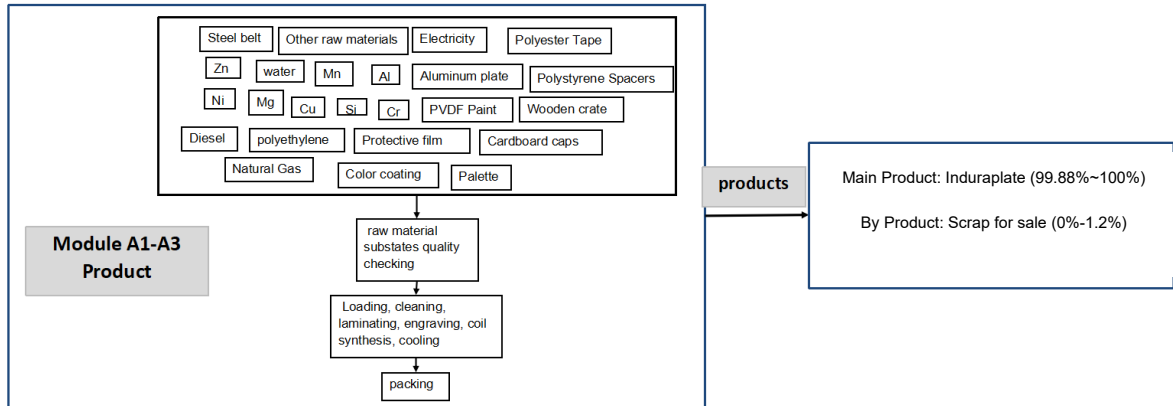 Steel belt
Other raw materials
Electricity
Polyester Tape
Zn
water
Mn
Al
Aluminum plate
Polystyrene Spacers
Ni
Mg
Cu
Si
Cr
PVDF Paint
Wooden crate
Diesel
polyethylene
Protective film
Cardboard caps
Natural Gas
Color coating
Palette
raw material
substates quality
checking
Loading, cleaning,
laminating, engraving, coil
synthesis, cooling
packing
Module A1-A3
Product
products
Main Product: Induraplate (99.88%~100%)
By Product: Scrap for sale (0%-1.2%)